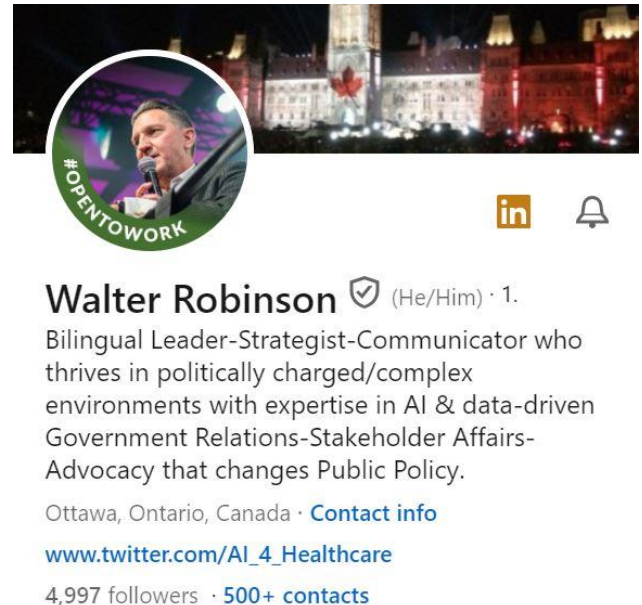 #OPENTOWORK
in
Walter Robinson (He/Him) · 1.
Bilingual Leader-Strategist-Communicator who
thrives in politically charged/complex
environments with expertise in AI & data-driven
Government Relations-Stakeholder Affairs-
Advocacy that changes Public Policy.
Ottawa, Ontario, Canada · Contact info
www.twitter.com/AI_4_Healthcare
4,997 followers · 500+ contacts